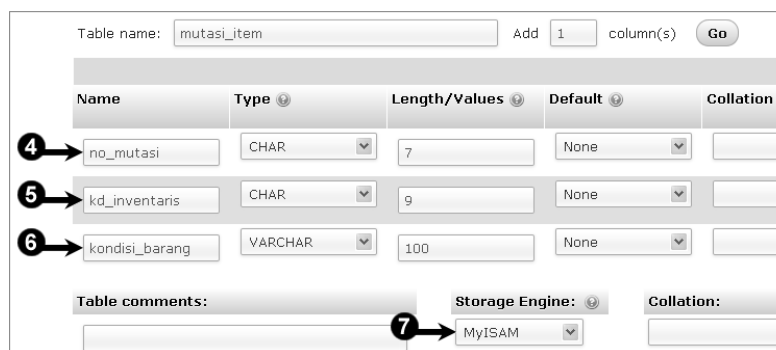 Table name: mutasi_item Add 1 column(s) Go
Name Type Length/Values Default Collation
4 no_mutasi CHAR 7 None
5 kd_inventaris CHAR 9 None
6 kondisi_barang VARCHAR 100 None
Table comments: Storage Engine: Collation:
7 MyISAM